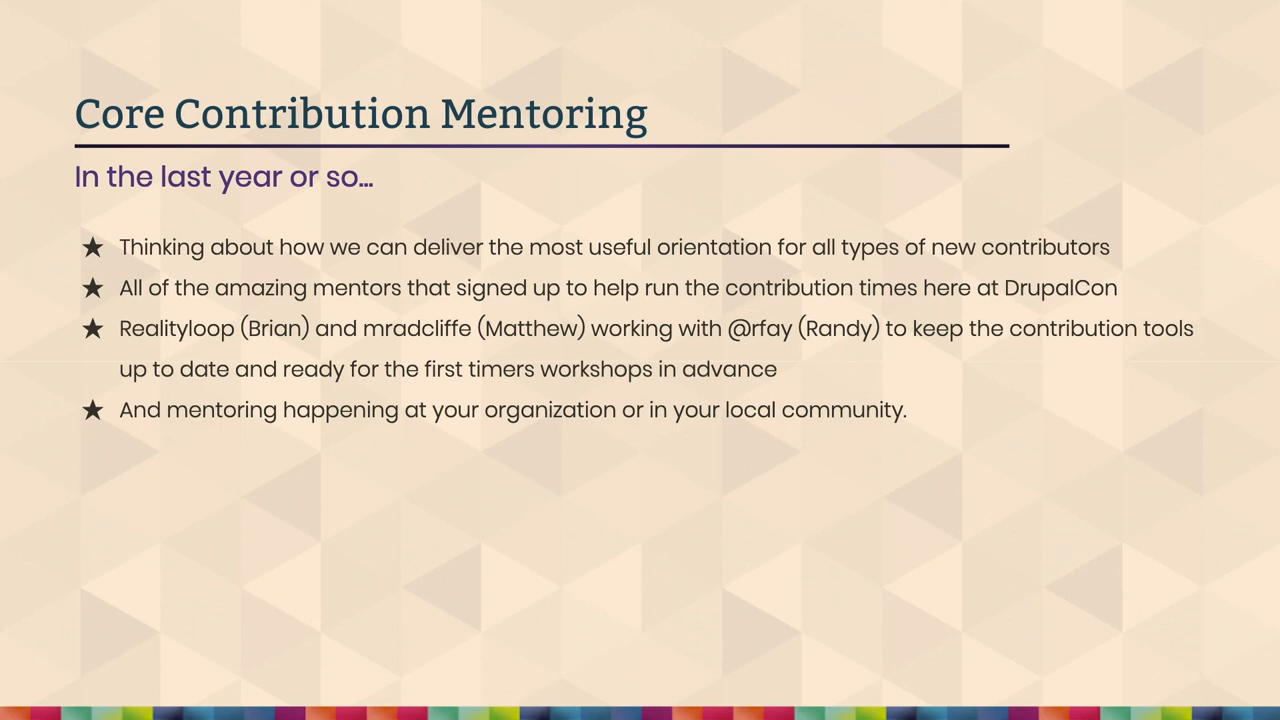 Core Contribution Mentoring
In the last year or so...
★ Thinking about how we can deliver the most useful orientation for all types of new contributors
★ All of the amazing mentors that signed up to help run the contribution times here at DrupalCon
★ Realityloop (Brian) and mradcliffe (Matthew) working with @rfay (Randy) to keep the contribution tools
up to date and ready for the first timers workshops in advance
★ And mentoring happening at your organization or in your local community.